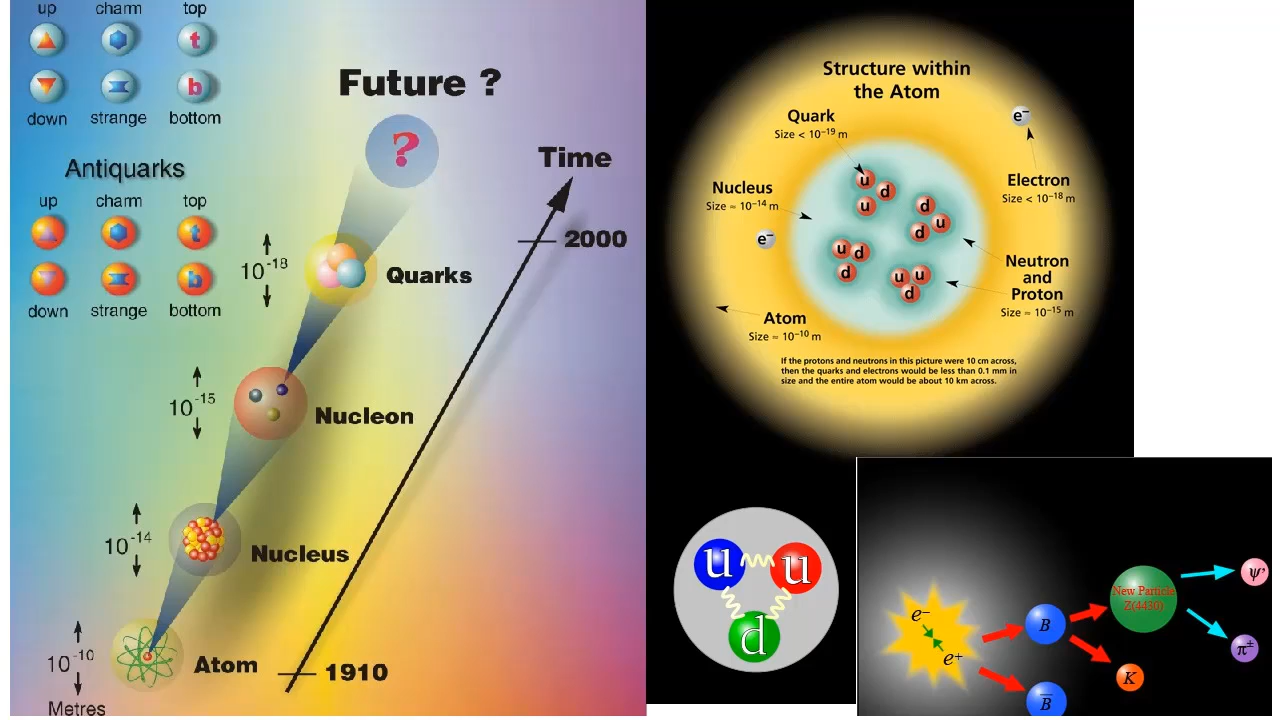 up charm top
t
b
down strange bottom
Antiquarks
up charm top
t
b
down strange bottom
Future ?
?
Time
2000
10⁻¹⁸
Quarks
10⁻¹⁵
Nucleon
10⁻¹⁴
Nucleus
10⁻¹⁰
Atom
1910
Metres
Structure within
the Atom
Quark
Size < 10⁻¹⁹ m
e⁻
Nucleus
Size ≈ 10⁻¹⁴ m
Electron
Size < 10⁻¹⁸ m
u
d
u
d
u
d
e⁻
u d
d
u u
d
Neutron
and
Proton
Size ≈ 10⁻¹⁵ m
Atom
Size ≈ 10⁻¹⁰ m
If the protons and neutrons in this picture were 10 cm across,
then the quarks and electrons would be less than 0.1 mm in
size and the entire atom would be about 10 km across.
u u
d
e⁻
e⁺
B
B̅
New Particle
Z(4430)
K
ψ'
π±